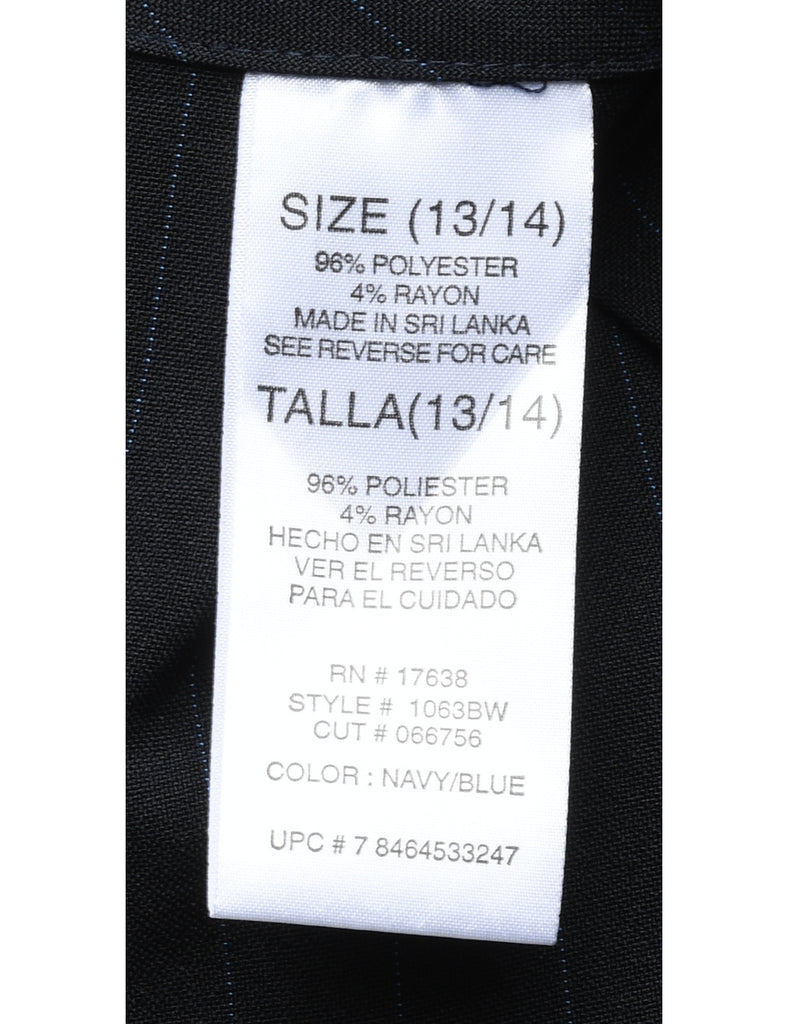 SIZE (13/14)
96% POLYESTER
4% RAYON
MADE IN SRI LANKA
SEE REVERSE FOR CARE
TALLA(13/14)
96% POLIESTER
4% RAYON
HECHO EN SRI LANKA
VER EL REVERSO
PARA EL CUIDADO
RN # 17638
STYLE # 1063BW
CUT # 066756
COLOR : NAVY/BLUE
UPC # 7 8464533247